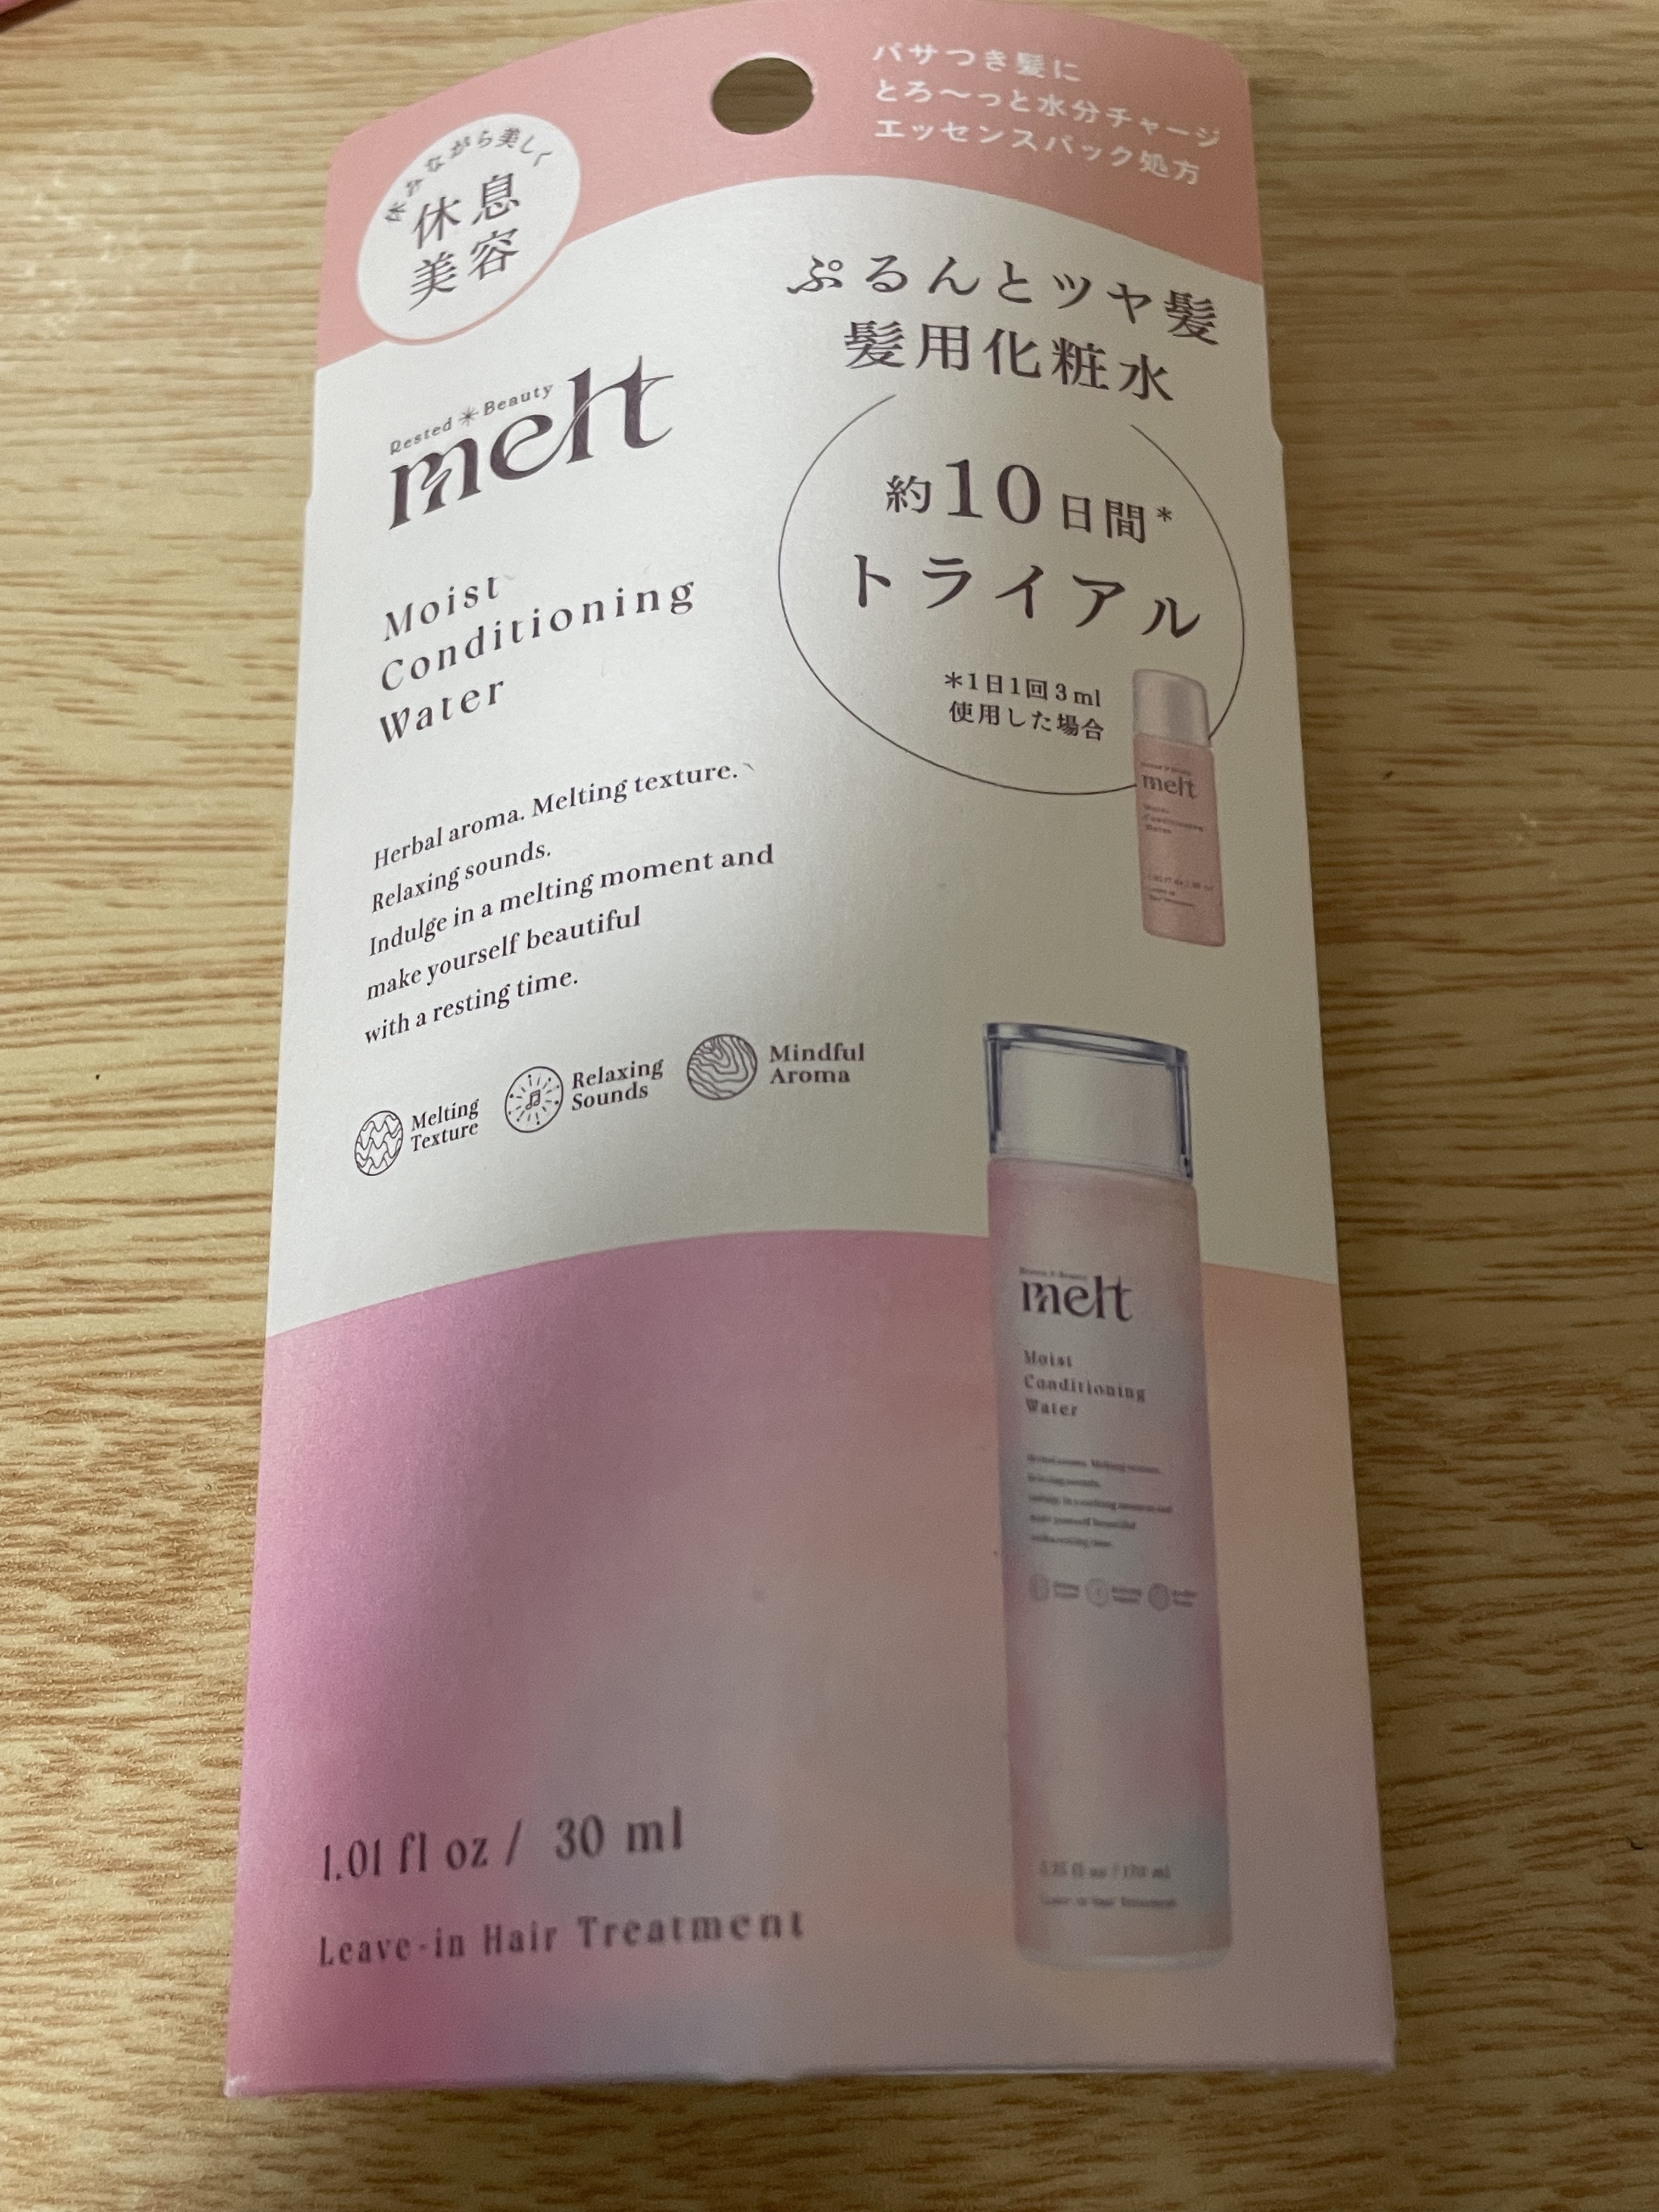 休みながら美しく
休息
美容
パサつき髪に
とろ〜っと水分チャージ
エッセンスパック処方
ぷるんとツヤ髪
髪用化粧水
約10日間*
トライアル
*1日1回3ml
使用した場合
Rested Beauty
melt
Moist
Conditioning
Water
Herbal aroma. Melting texture.
Relaxing sounds.
Indulge in a melting moment and
make yourself beautiful
with a resting time.
Melting
Texture
Relaxing
Sounds
Mindful
Aroma
melt
melt
Moist
Conditioning
Water
1.01 fl oz / 30 ml
Leave-in Hair Treatment